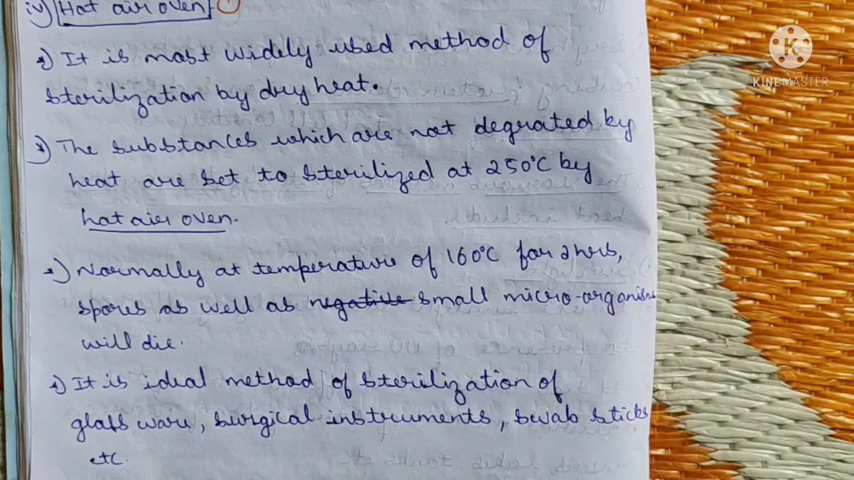 iv) Hot air oven 1
It is most widely used method of
sterilization by dry heat.
The substances which are not degrated by
heat are set to sterilized at 250°C by
hot air oven.
Normally at temperature of 160°C for 2 hrs,
spores as well as negative small micro-organism
will die.
It is ideal method of sterilization of
glass ware, surgical instruments, swab sticks
etc.
KINEMASTER